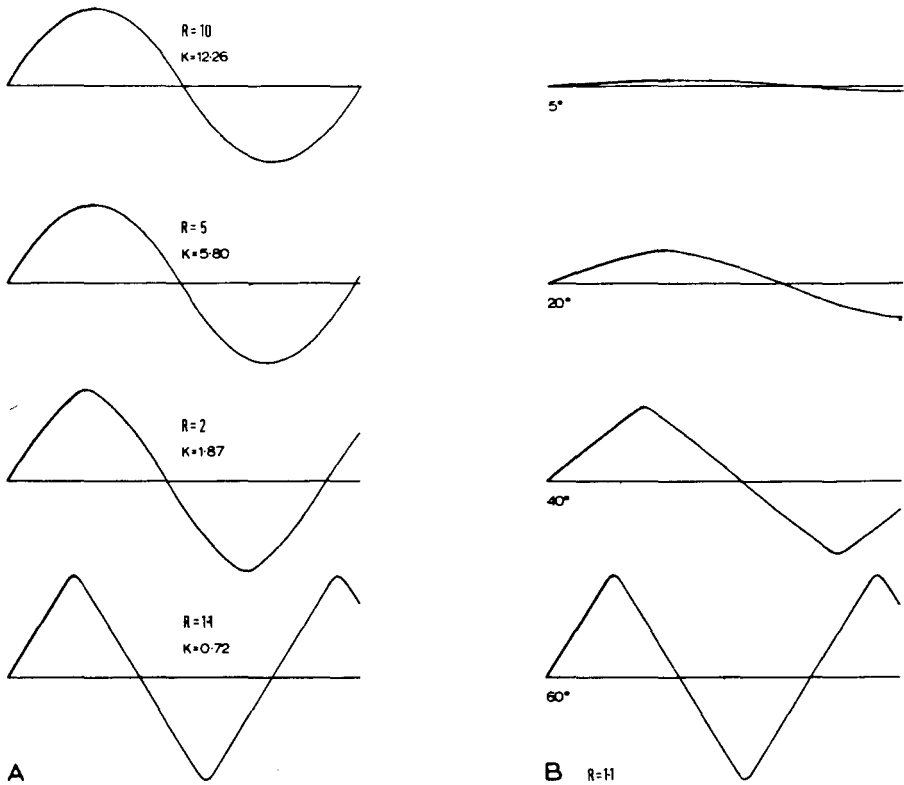 R = 10
K=12·26
R = 5
K=5·80
R = 2
K=1·87
R = 1·1
K=0·72
A
5°
20°
40°
60°
B R = 1·1